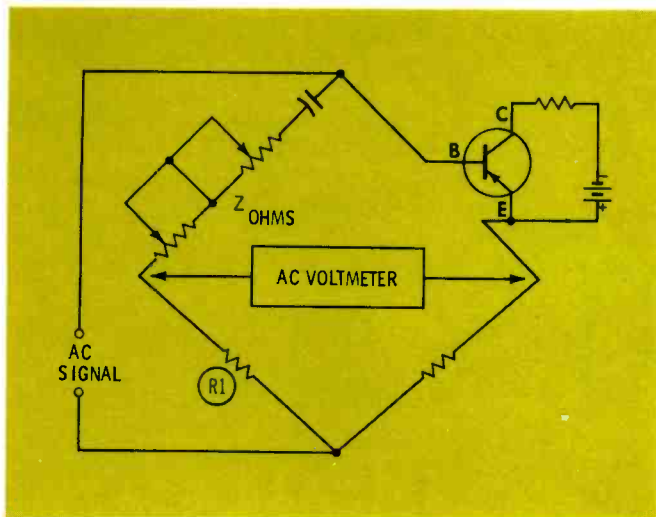 C
B
E
Z OHMS
AC VOLTMETER
AC
SIGNAL
R1
-
+